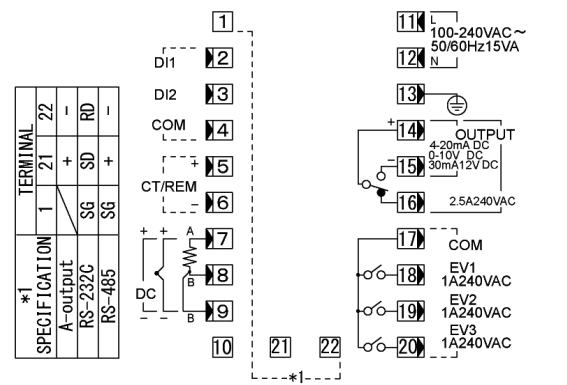 *1
SPECIFICATION TERMINAL
1 21 22
A-output + −
RS-232C SG SD RD
RS-485 SG + −
1
DI1 2
DI2 3
COM 4
+ 5
CT/REM
− 6
+ + − A 7
B 8
DC
− − B 9
10
21 22
*1
11 L
100-240VAC~
50/60Hz15VA
12 N
13
+ 14 OUTPUT
4-20mA DC
0-10V DC
− 15 30mA12V DC
16 2.5A240VAC
17 COM
18 EV1
1A240VAC
19 EV2
1A240VAC
20 EV3
1A240VAC